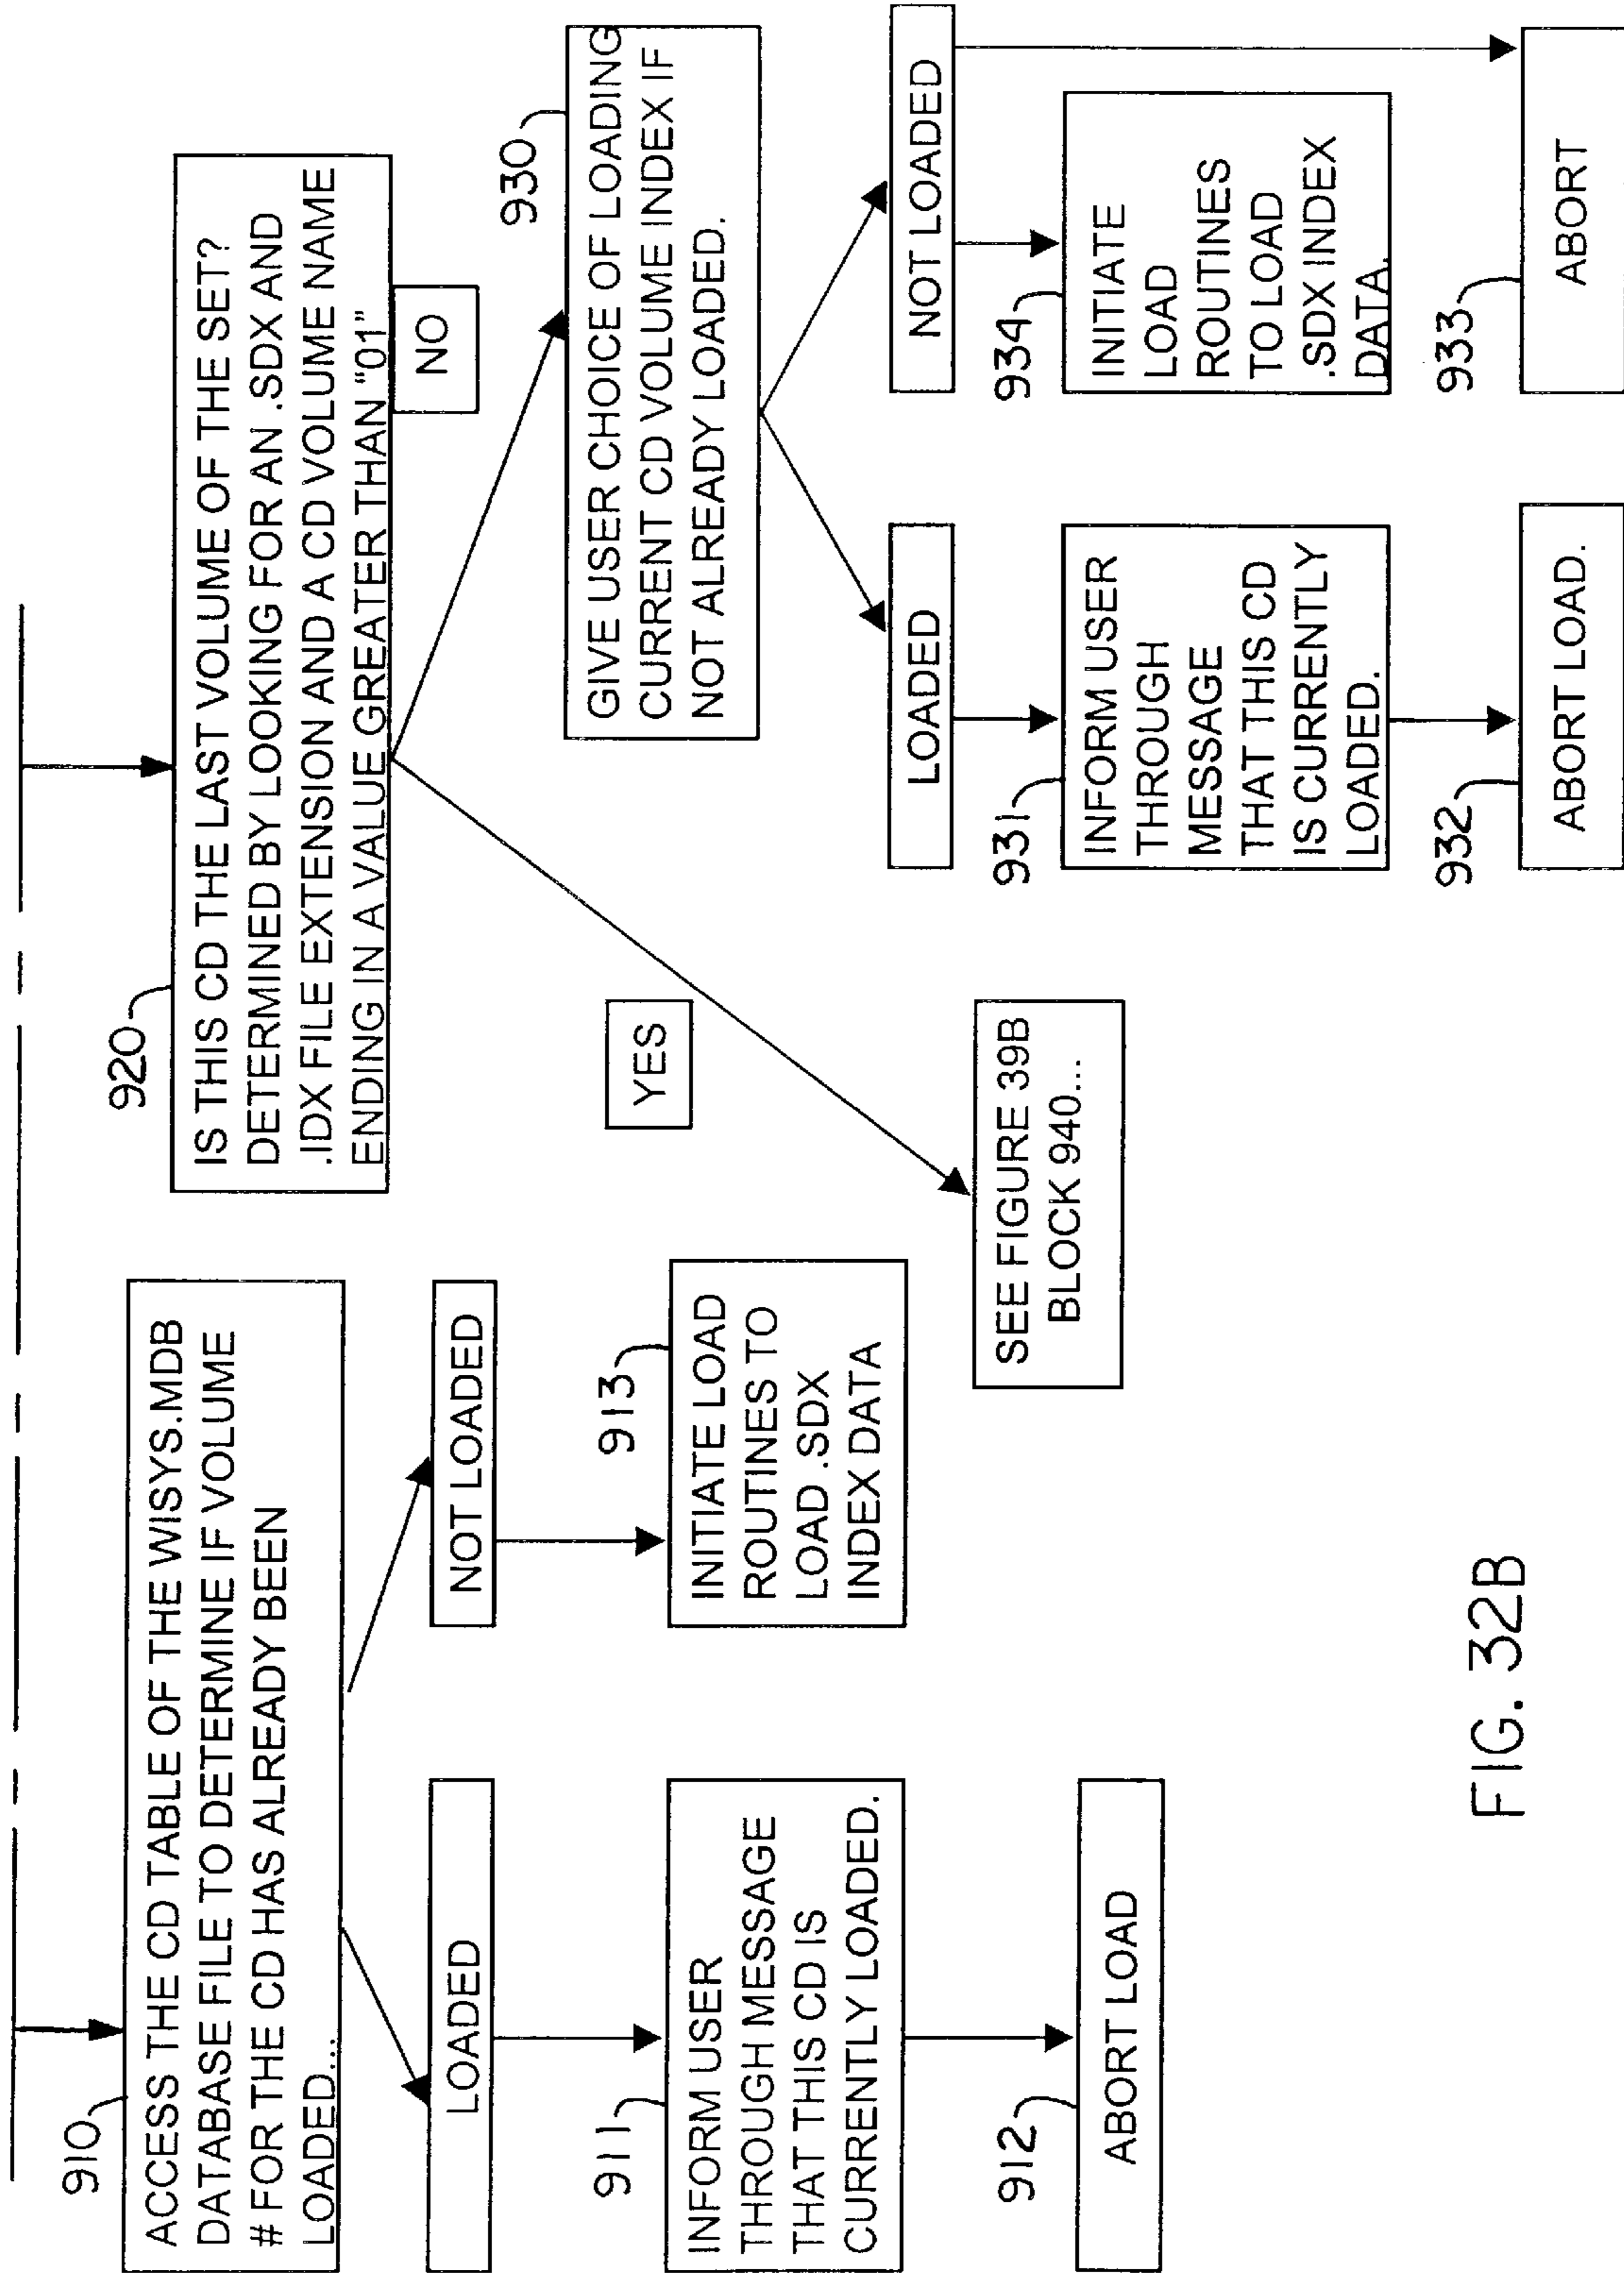 910
ACCESS THE CD TABLE OF THE WISYS.MDB
DATABASE FILE TO DETERMINE IF VOLUME
# FOR THE CD HAS ALREADY BEEN
LOADED...
LOADED
NOT LOADED
911
INFORM USER
THROUGH MESSAGE
THAT THIS CD IS
CURRENTLY LOADED.
913
INITIATE LOAD
ROUTINES TO
LOAD .SDX
INDEX DATA
912
ABORT LOAD
920
IS THIS CD THE LAST VOLUME OF THE SET?
DETERMINED BY LOOKING FOR AN .SDX AND
.IDX FILE EXTENSION AND A CD VOLUME NAME
ENDING IN A VALUE GREATER THAN "01"
YES
NO
SEE FIGURE 39B
BLOCK 940...
930
GIVE USER CHOICE OF LOADING
CURRENT CD VOLUME INDEX IF
NOT ALREADY LOADED.
LOADED
NOT LOADED
931
INFORM USER
THROUGH
MESSAGE
THAT THIS CD
IS CURRENTLY
LOADED.
934
INITIATE
LOAD
ROUTINES
TO LOAD
.SDX INDEX
DATA.
932
ABORT LOAD.
933
ABORT
FIG. 32B